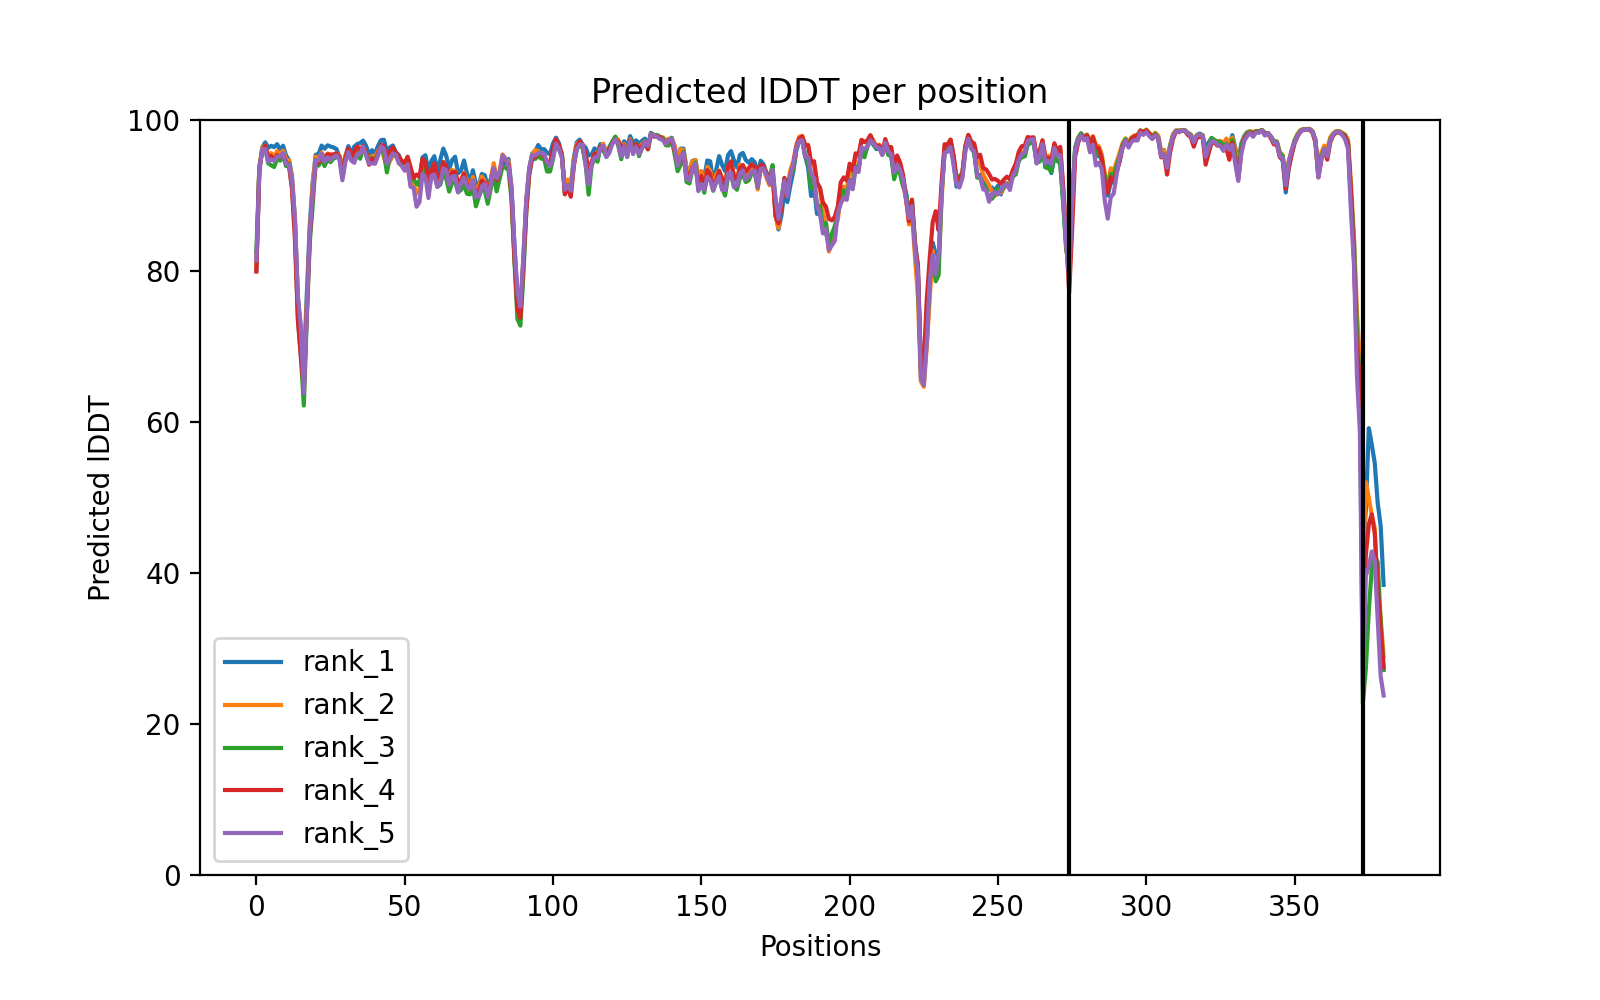 Predicted lDDT per position
100
80
60
40
20
0
Predicted lDDT
rank_1
rank_2
rank_3
rank_4
rank_5
0 50 100 150 200 250 300 350
Positions